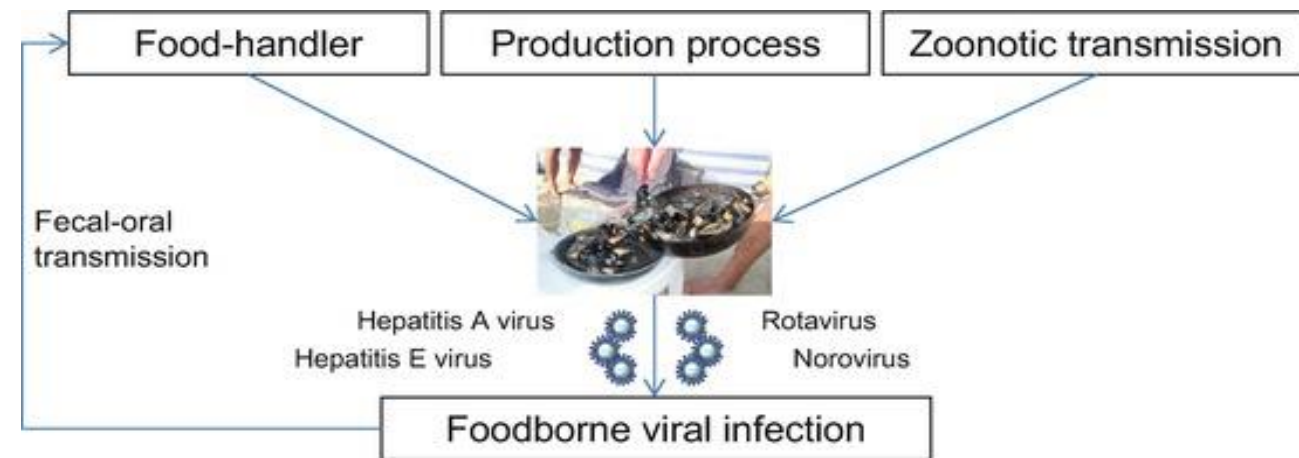 Food-handler
Production process
Zoonotic transmission
Fecal-oral
transmission
Hepatitis A virus
Rotavirus
Hepatitis E virus
Norovirus
Foodborne viral infection